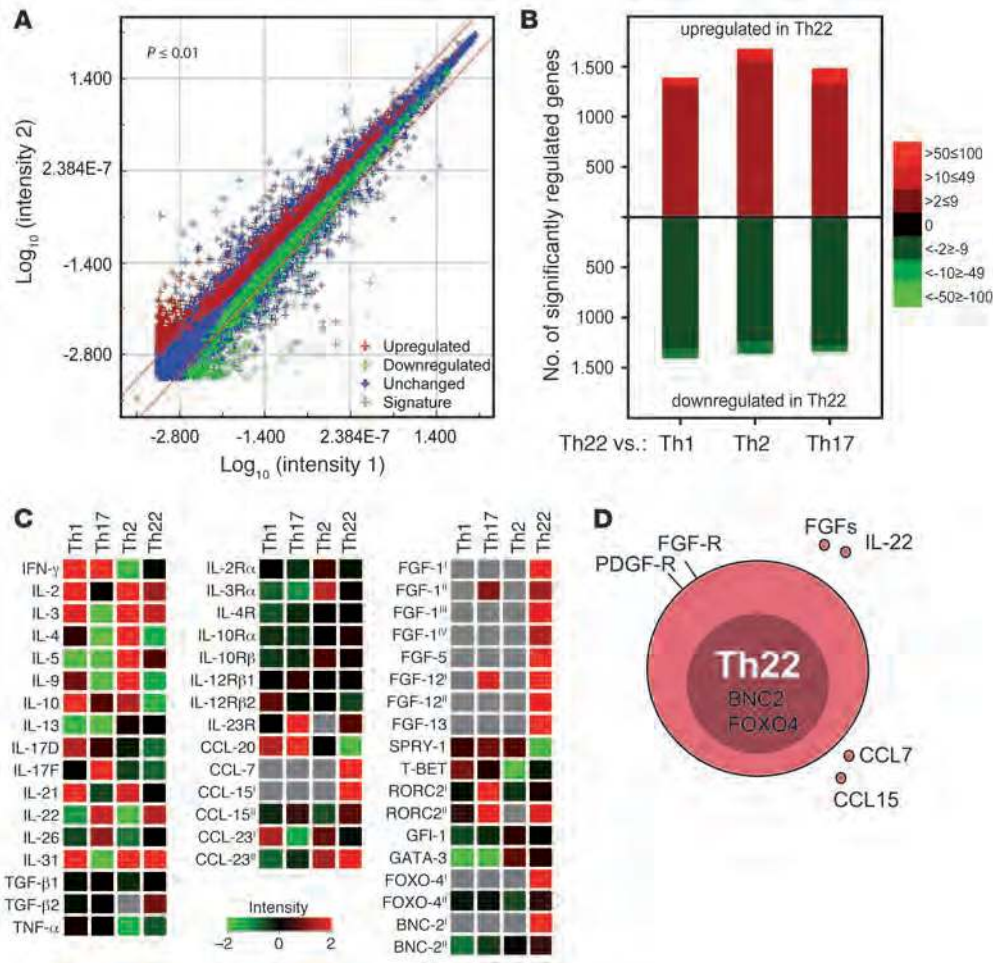 A
P ≤ 0.01
Log10 (intensity 2)
1.400
2.384E-7
-1.400
-2.800
Upregulated
Downregulated
Unchanged
Signature
-2.800 -1.400 2.384E-7 1.400
Log10 (intensity 1)
B
upregulated in Th22
No. of significantly regulated genes
1.500
1000
500
500
1000
1.500
downregulated in Th22
Th22 vs.: Th1 Th2 Th17
>50≤100
>10≤49
>2≤9
0
<-2≥-9
<-10≥-49
<-50≥-100
C
Th1 Th17 Th2 Th22
IFN-γ
IL-2
IL-3
IL-4
IL-5
IL-9
IL-10
IL-13
IL-17D
IL-17F
IL-21
IL-22
IL-26
IL-31
TGF-β1
TGF-β2
TNF-α
Th1 Th17 Th2 Th22
IL-2Rα
IL-3Rα
IL-4R
IL-10Rα
IL-10Rβ
IL-12Rβ1
IL-12Rβ2
IL-23R
CCL-20
CCL-7
CCL-15I
CCL-15II
CCL-23I
CCL-23II
Intensity
−2 0 2
Th1 Th17 Th2 Th22
FGF-1I
FGF-1II
FGF-1III
FGF-1IV
FGF-5
FGF-12I
FGF-12II
FGF-13
SPRY-1
T-BET
RORC2I
RORC2II
GFI-1
GATA-3
FOXO-4I
FOXO-4II
BNC-2I
BNC-2II
D
FGFs
IL-22
FGF-R
PDGF-R
Th22
BNC2
FOXO4
CCL7
CCL15